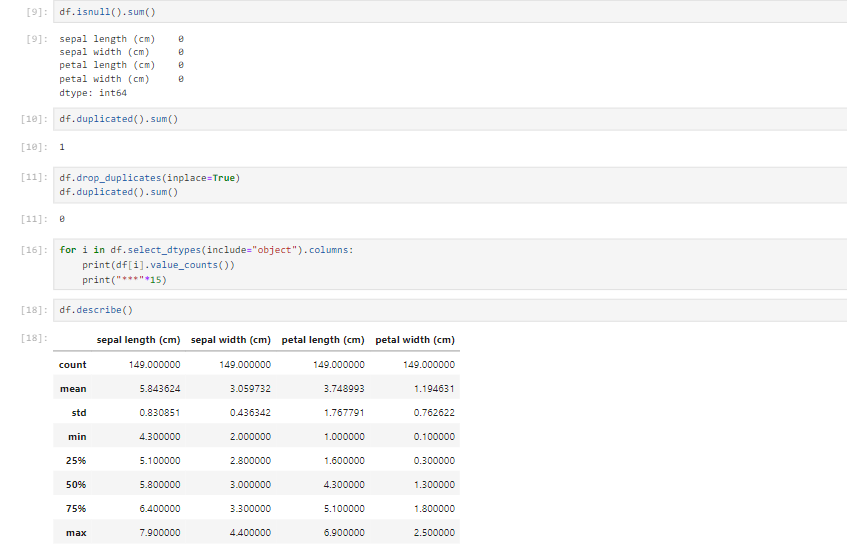 [9]: df.isnull().sum()
[9]: sepal length (cm)    0
sepal width (cm)     0
petal length (cm)    0
petal width (cm)     0
dtype: int64
[10]: df.duplicated().sum()
[10]: 1
[11]: df.drop_duplicates(inplace=True)
df.duplicated().sum()
[11]: 0
[16]: for i in df.select_dtypes(include="object").columns:
    print(df[i].value_counts())
    print("***"*15)
[18]: df.describe()
[18]: sepal length (cm) sepal width (cm) petal length (cm) petal width (cm)
count 149.000000 149.000000 149.000000 149.000000
mean 5.843624 3.059732 3.748993 1.194631
std 0.830851 0.436342 1.767791 0.762622
min 4.300000 2.000000 1.000000 0.100000
25% 5.100000 2.800000 1.600000 0.300000
50% 5.800000 3.000000 4.300000 1.300000
75% 6.400000 3.300000 5.100000 1.800000
max 7.900000 4.400000 6.900000 2.500000